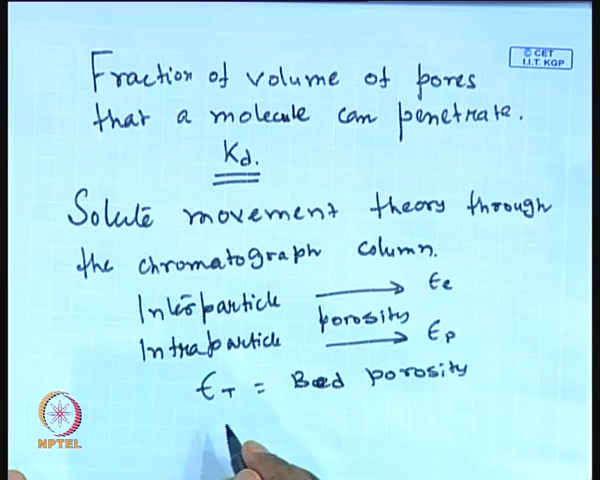 © CET
I.I.T. KGP
Fraction of volume of pores
that a molecule can penetrate.
Kd.
Solute movement theory through
the chromatograph column.
Interparticle → εe
porosity
Intraparticle → εp
εT = Bed porosity
NPTEL